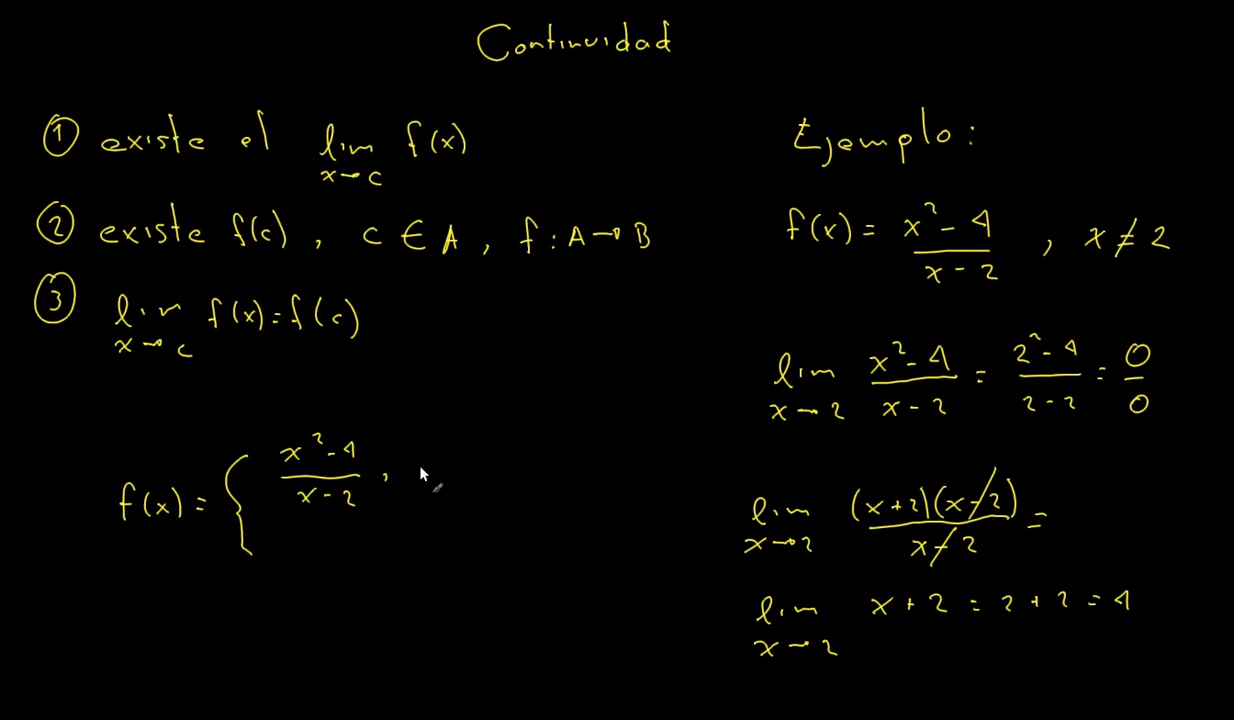 Continuidad
① existe el lim x→c f(x)
② existe f(c), c ∈ A, f: A→B
③ lim x→c f(x) = f(c)
f(x) = { (x² - 4)/(x - 2) ,
Ejemplo:
f(x) = (x² - 4)/(x - 2) , x ≠ 2
lim x→2 (x² - 4)/(x - 2) = (2² - 4)/(2 - 2) = 0/0
lim x→2 (x+2)(x-2)/(x-2) =
lim x→2 x + 2 = 2 + 2 = 4